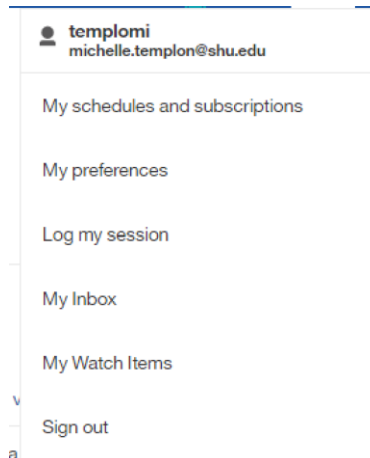 templomi
michelle.templon@shu.edu
My schedules and subscriptions
My preferences
Log my session
My Inbox
My Watch Items
Sign out